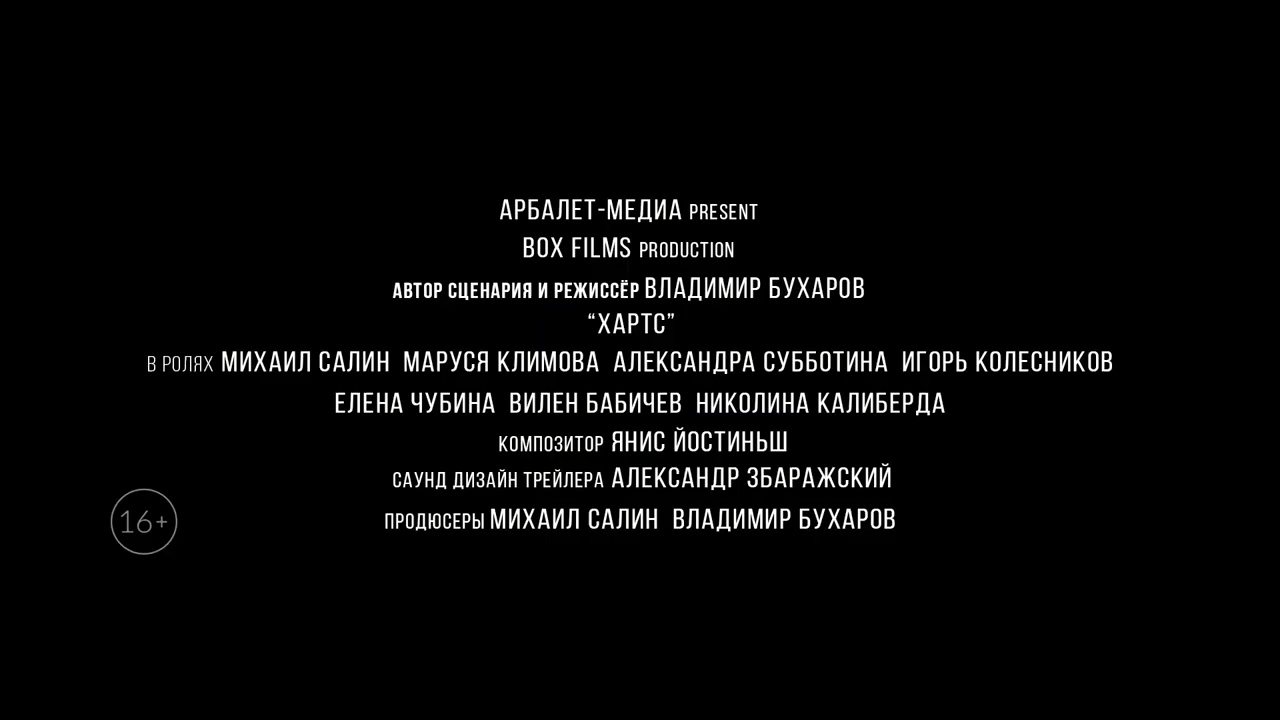 АРБАЛЕТ-МЕДИА PRESENT
BOX FILMS PRODUCTION
АВТОР СЦЕНАРИЯ И РЕЖИССЁР ВЛАДИМИР БУХАРОВ
“ХАРТС”
В РОЛЯХ МИХАИЛ САЛИН МАРУСЯ КЛИМОВА АЛЕКСАНДРА СУББОТИНА ИГОРЬ КОЛЕСНИКОВ
ЕЛЕНА ЧУБИНА ВИЛЕН БАБИЧЕВ НИКОЛИНА КАЛИБЕРДА
КОМПОЗИТОР ЯНИС ЙОСТИНЬШ
САУНД ДИЗАЙН ТРЕЙЛЕРА АЛЕКСАНДР ЗБАРАЖСКИЙ
ПРОДЮСЕРЫ МИХАИЛ САЛИН ВЛАДИМИР БУХАРОВ
16+